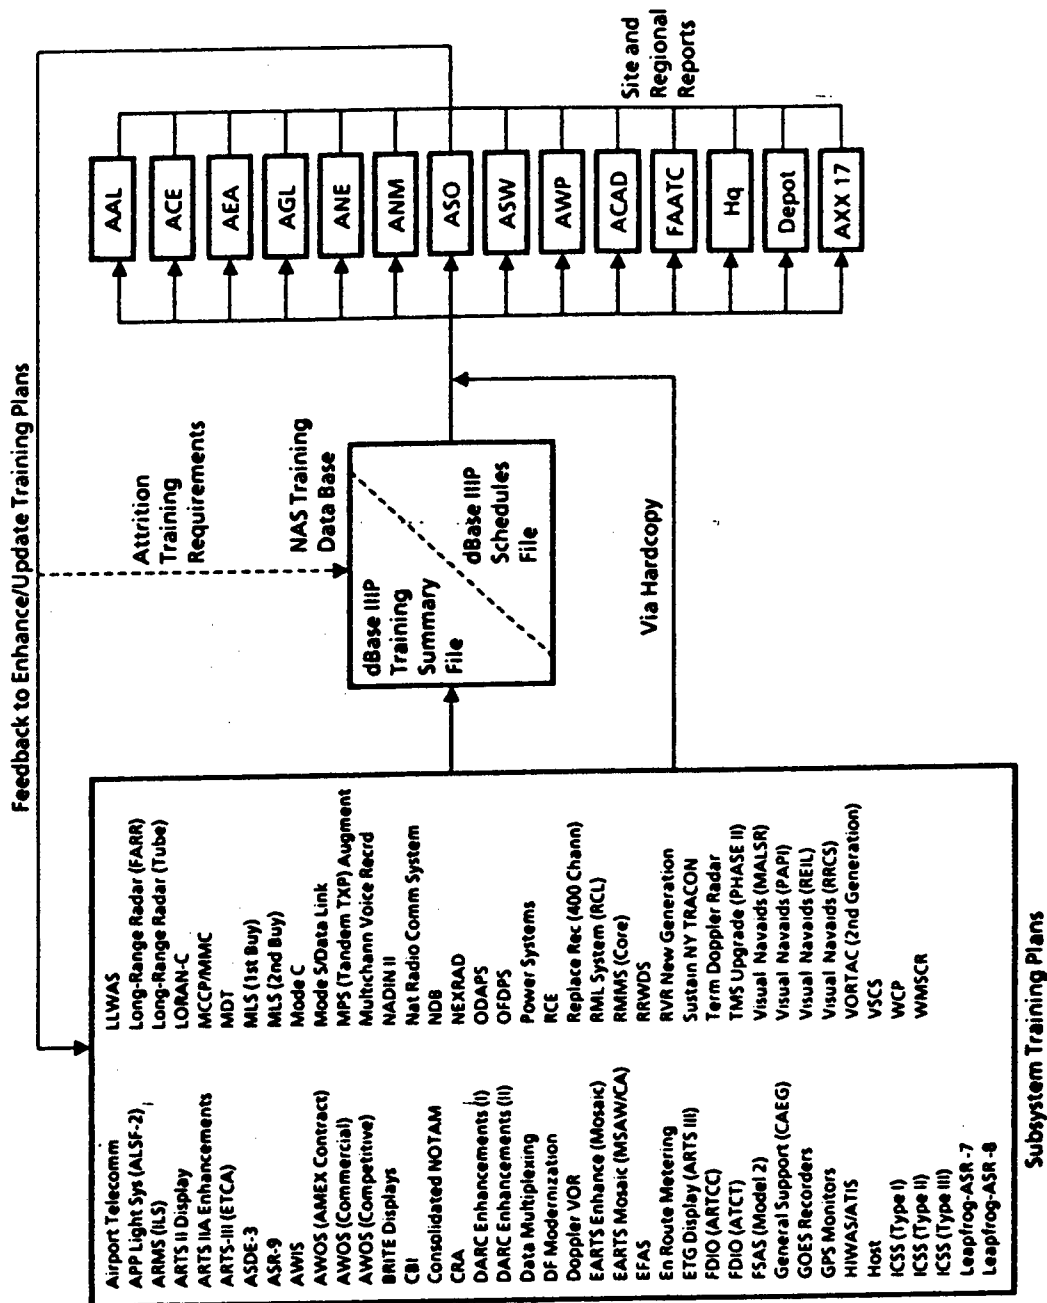 Feedback to Enhance/Update Training Plans
Airport Telecomm
APP Light Sys (ALSF-2)
ARMS (ILS)
ARTS II Display
ARTS IIA Enhancements
ARTS-III (ETCA)
ASDE-3
ASR-9
AWIS
AWOS (AMEX Contract)
AWOS (Commercial)
AWOS (Competitive)
BRITE Displays
CBI
Consolidated NOTAM
CRA
DARC Enhancements (I)
DARC Enhancements (II)
Data Multiplexing
DF Modernization
Doppler VOR
EARTS Enhance (Mosaic)
EARTS Mosaic (MSAW/CA)
EFAS
En Route Metering
ETG Display (ARTS III)
FDIO (ARTCC)
FDIO (ATCT)
FSAS (Model 2)
General Support (CAEG)
GOES Recorders
GPS Monitors
HIWAS/ATIS
Host
ICSS (Type I)
ICSS (Type II)
ICSS (Type III)
Leapfrog-ASR-7
Leapfrog-ASR-8
LLWAS
Long-Range Radar (FARR)
Long-Range Radar (Tube)
LORAN-C
MCCP/MMC
MDT
MLS (1st Buy)
MLS (2nd Buy)
Mode C
Mode S/Data Link
MPS (Tandem TXP) Augment
Multichann Voice Recrd
NADIN II
Nat Radio Comm System
NDB
NEXRAD
ODAPS
OFDPS
Power Systems
RCE
Replace Rec (400 Chann)
RML System (RCL)
RMMS (Core)
RRWDS
RVR New Generation
Sustain NY TRACON
Term Doppler Radar
TMS Upgrade (PHASE II)
Visual Navaids (MALSR)
Visual Navaids (PAPI)
Visual Navaids (REIL)
Visual Navaids (RRCS)
VORTAC (2nd Generation)
VSCS
WCP
WMSCR
Subsystem Training Plans
Attrition
Training
Requirements
NAS Training
Data Base
dBase IIIP
Training
Summary
File
dBase IIIP
Schedules
File
Via Hardcopy
AAL
ACE
AEA
AGL
ANE
ANM
ASO
ASW
AWP
ACAD
FAATC
Hq
Depot
AXX 17
Site and
Regional
Reports